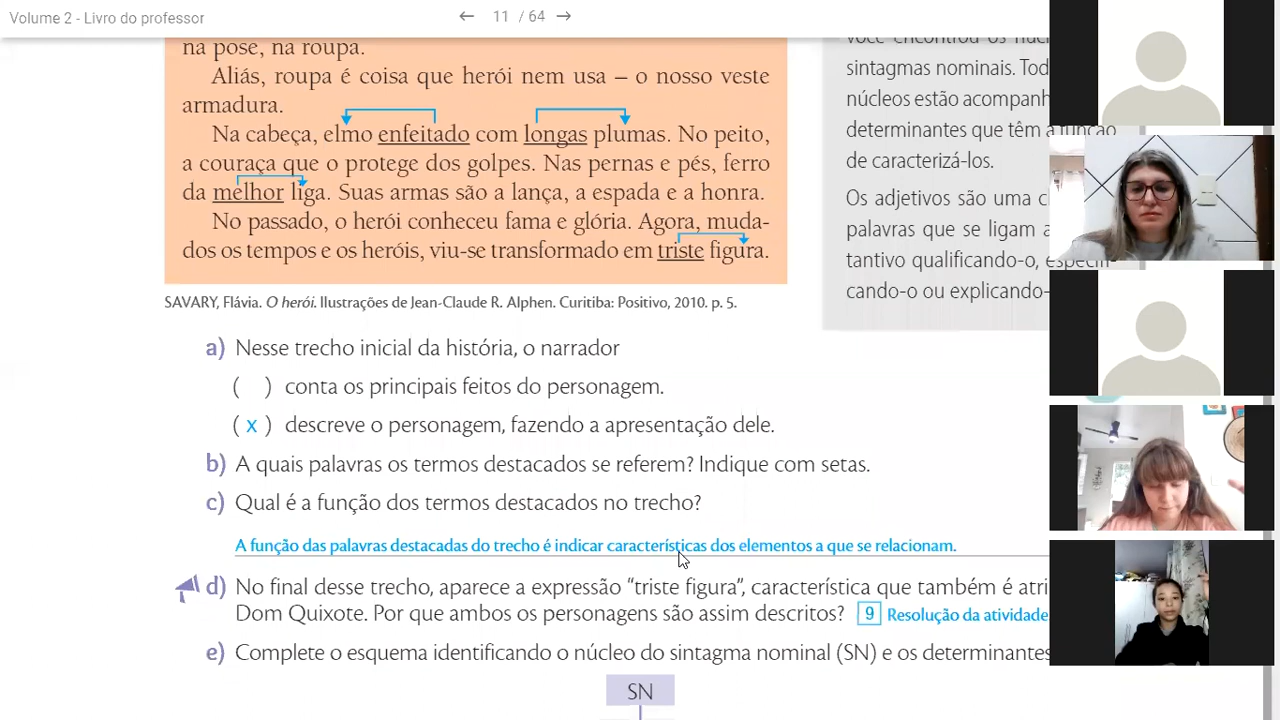 Volume 2 - Livro do professor
11 / 64
na pose, na roupa.
Aliás, roupa é coisa que herói nem usa – o nosso veste
armadura.
Na cabeça, elmo enfeitado com longas plumas. No peito,
a couraça que o protege dos golpes. Nas pernas e pés, ferro
da melhor liga. Suas armas são a lança, a espada e a honra.
No passado, o herói conheceu fama e glória. Agora, muda-
dos os tempos e os heróis, viu-se transformado em triste figura.
SAVARY, Flávia. O herói. Ilustrações de Jean-Claude R. Alphen. Curitiba: Positivo, 2010. p. 5.
você encontrou os
sintagmas nominais.
núcleos estão
determinantes que têm a função
de caracterizá-los.
Os adjetivos são uma
palavras que se ligam
tantivo qualificando-o,
cando-o ou explicando-
a) Nesse trecho inicial da história, o narrador
( ) conta os principais feitos do personagem.
( x ) descreve o personagem, fazendo a apresentação dele.
b) A quais palavras os termos destacados se referem? Indique com setas.
c) Qual é a função dos termos destacados no trecho?
A função das palavras destacadas do trecho é indicar características dos elementos a que se relacionam.
d) No final desse trecho, aparece a expressão “triste figura”, característica que também é
Dom Quixote. Por que ambos os personagens são assim descritos? 9 Resolução da atividade
e) Complete o esquema identificando o núcleo do sintagma nominal (SN) e os determinantes
SN